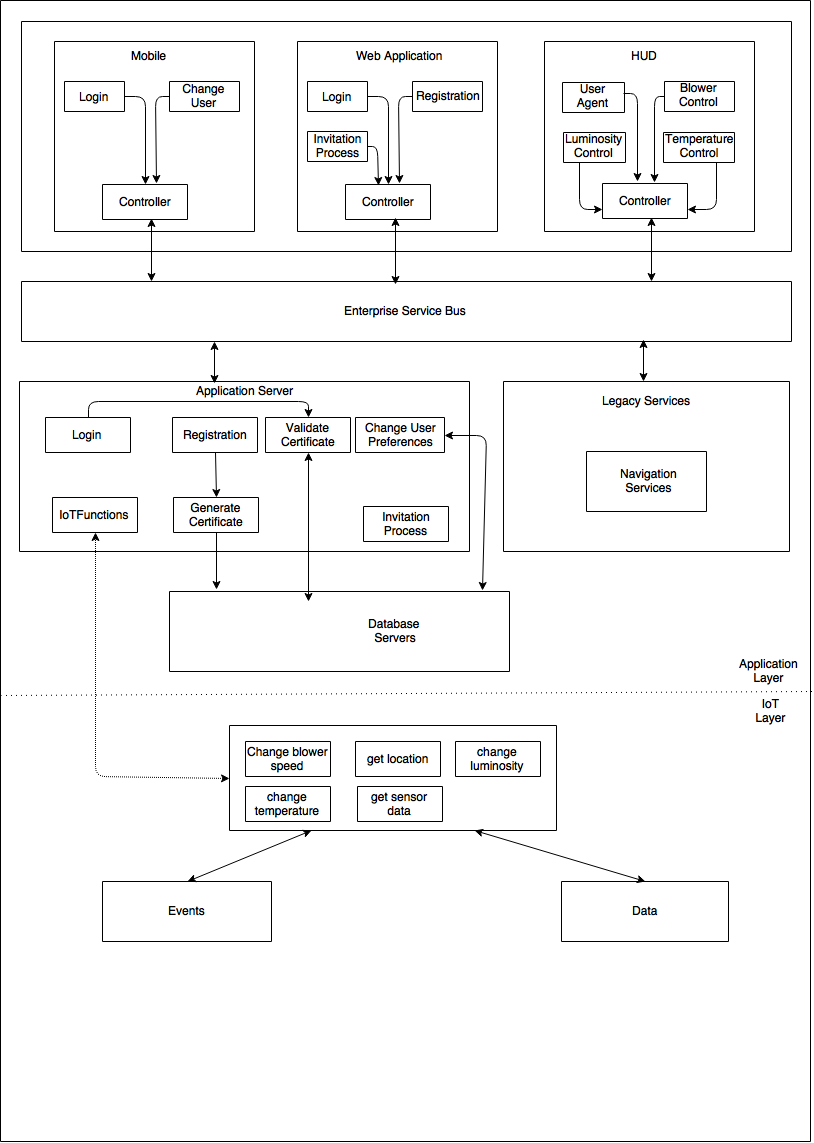 Mobile
Web Application
HUD
Login
Change
User
Login
Registration
User
Agent
Blower
Control
Invitation
Process
Luminosity
Control
Temperature
Control
Controller
Controller
Controller
Enterprise Service Bus
Application Server
Legacy Services
Login
Registration
Validate
Certificate
Change User
Preferences
Navigation
Services
IoTFunctions
Generate
Certificate
Invitation
Process
Database
Servers
Application
Layer
IoT
Layer
Change blower
speed
get location
change
luminosity
change
temperature
get sensor
data
Events
Data